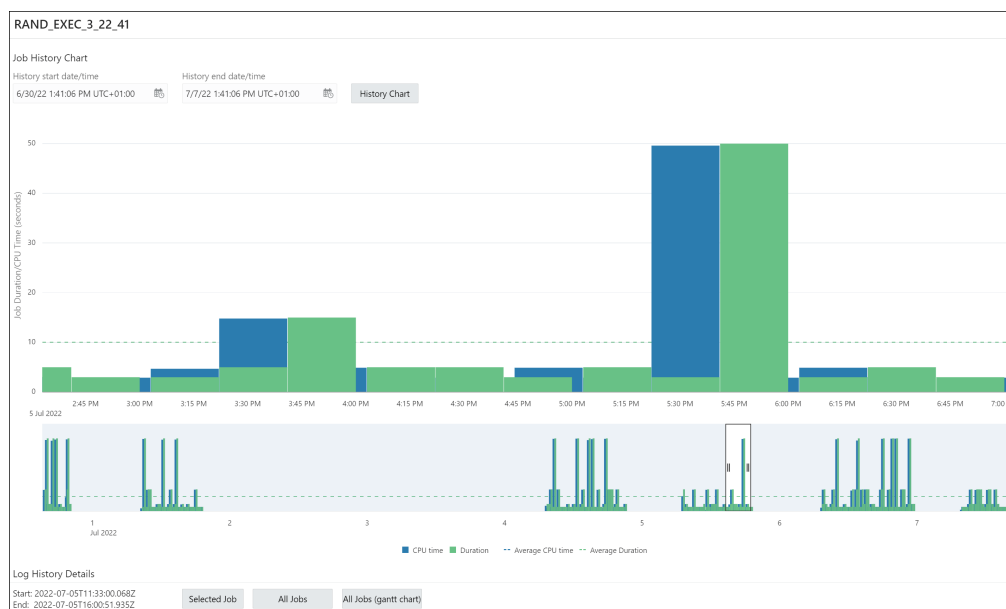 RAND_EXEC_3_22_41
Job History Chart
History start date/time History end date/time
6/30/22 1:41:06 PM UTC+01:00 7/7/22 1:41:06 PM UTC+01:00 History Chart
Job Duration/CPU Time (seconds)
50
40
30
20
10
0
2:45 PM 3:00 PM 3:15 PM 3:30 PM 3:45 PM 4:00 PM 4:15 PM 4:30 PM 4:45 PM 5:00 PM 5:15 PM 5:30 PM 5:45 PM 6:00 PM 6:15 PM 6:30 PM 6:45 PM 7:00
5 Jul 2022
1 2 3 4 5 6 7
Jul 2022
CPU time Duration Average CPU time Average Duration
Log History Details
Start: 2022-07-05T11:33:00.068Z
End: 2022-07-05T16:00:51.935Z
Selected Job All Jobs All Jobs (gantt chart)